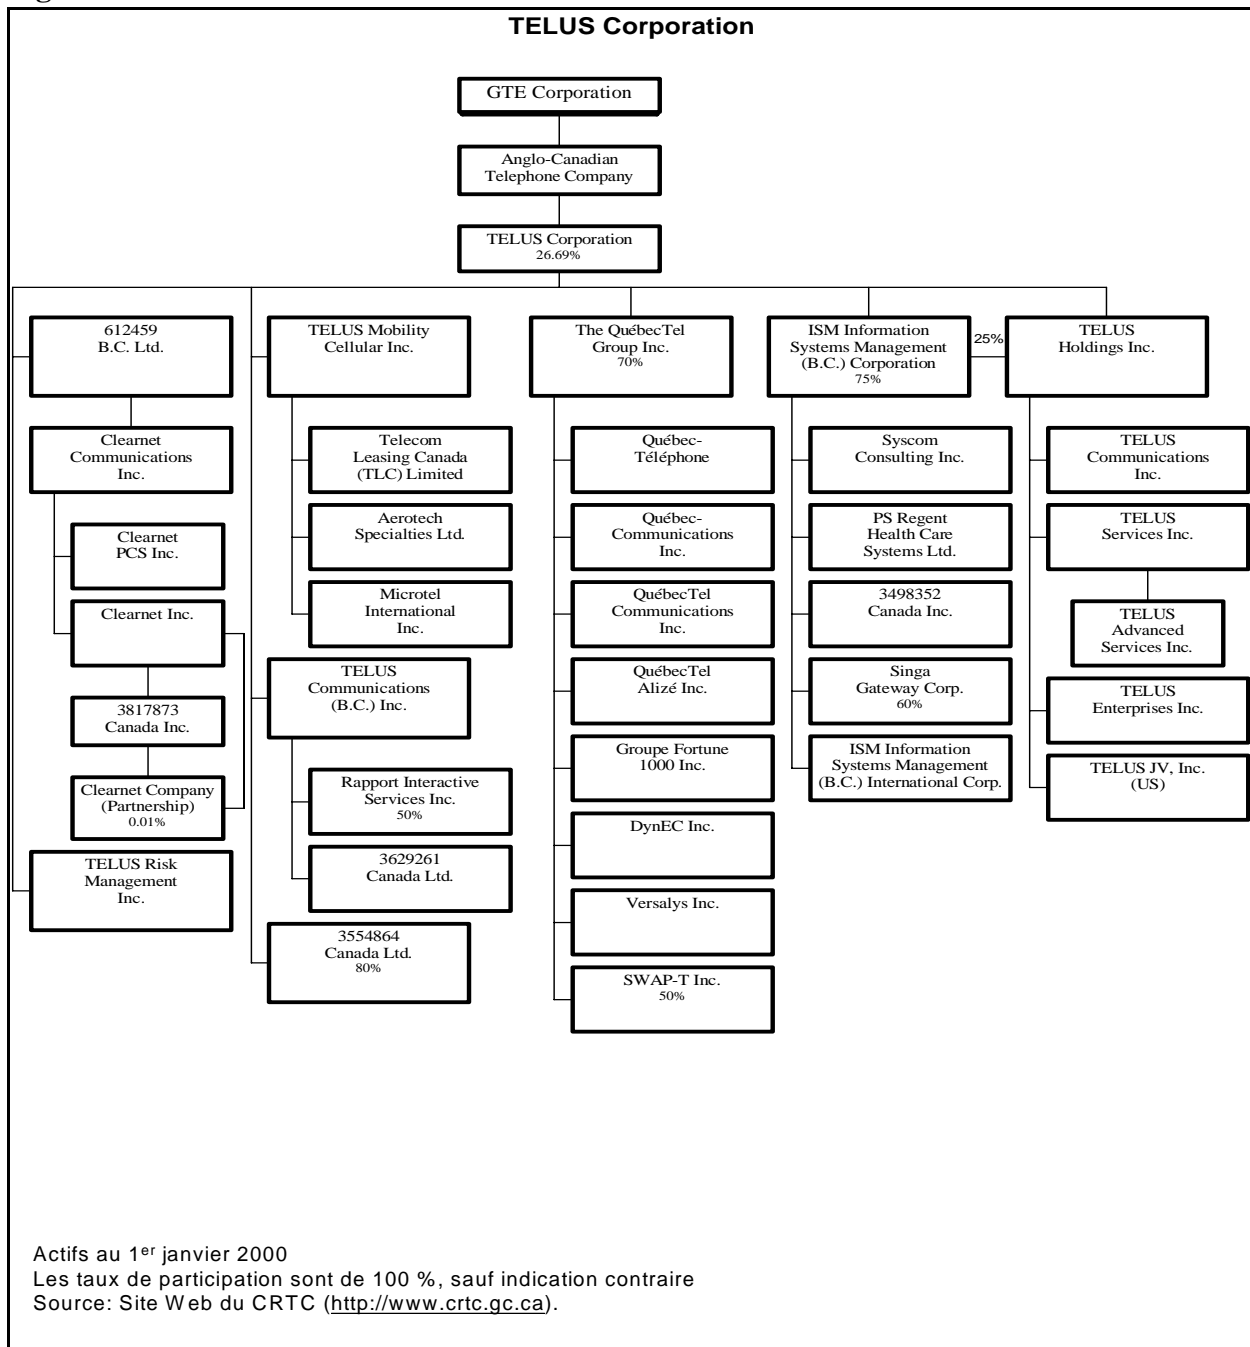 TELUS Corporation
GTE Corporation
Anglo-Canadian
Telephone Company
TELUS Corporation
26.69%
612459
B.C. Ltd.
Clearnet
Communications
Inc.
Clearnet
PCS Inc.
Clearnet Inc.
3817873
Canada Inc.
Clearnet Company
(Partnership)
0.01%
TELUS Risk
Management
Inc.
TELUS Mobility
Cellular Inc.
Telecom
Leasing Canada
(TLC) Limited
Aerotech
Specialties Ltd.
Microtel
International
Inc.
TELUS
Communications
(B.C.) Inc.
Rapport Interactive
Services Inc.
50%
3629261
Canada Ltd.
3554864
Canada Ltd.
80%
The QuébecTel
Group Inc.
70%
Québec-
Téléphone
Québec-
Communications
Inc.
QuébecTel
Communications
Inc.
QuébecTel
Alizé Inc.
Groupe Fortune
1000 Inc.
DynEC Inc.
Versalys Inc.
SWAP-T Inc.
50%
ISM Information
Systems Management
(B.C.) Corporation
75%
25%
Syscom
Consulting Inc.
PS Regent
Health Care
Systems Ltd.
3498352
Canada Inc.
Singa
Gateway Corp.
60%
ISM Information
Systems Management
(B.C.) International Corp.
TELUS
Holdings Inc.
TELUS
Communications
Inc.
TELUS
Services Inc.
TELUS
Advanced
Services Inc.
TELUS
Enterprises Inc.
TELUS JV, Inc.
(US)
Actifs au 1er janvier 2000
Les taux de participation sont de 100 %, sauf indication contraire
Source: Site Web du CRTC (http://www.crtc.gc.ca).